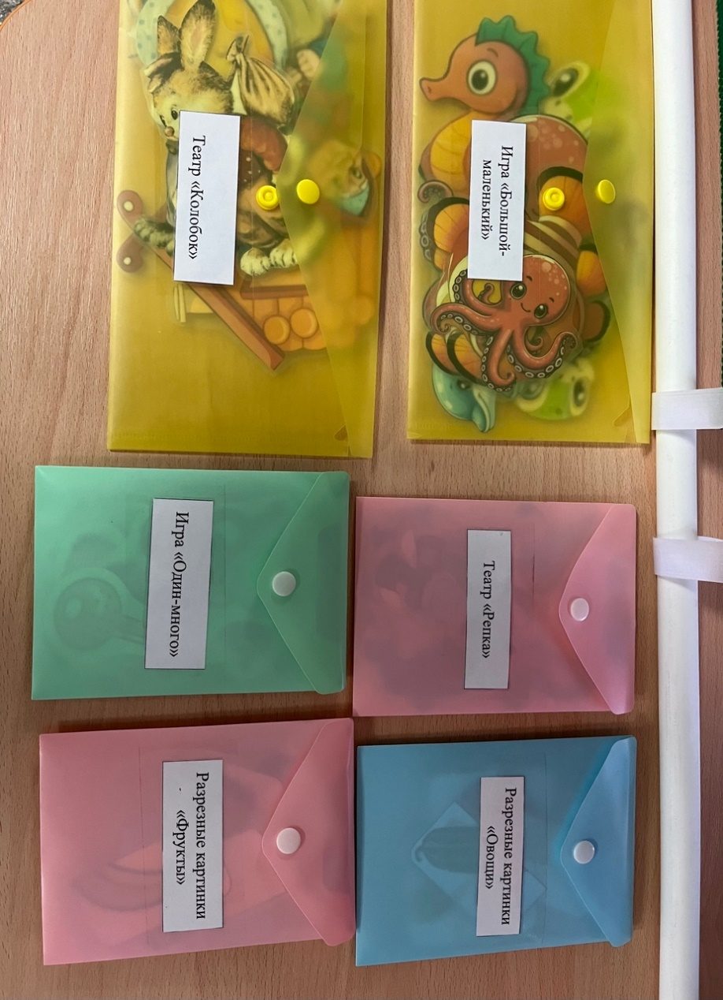 Игра «Большой-
маленький»
Театр «Репка»
Разрезные картинки
«Овощи»
Театр «Колобок»
Игра «Один-много»
Разрезные картинки
«Фрукты»